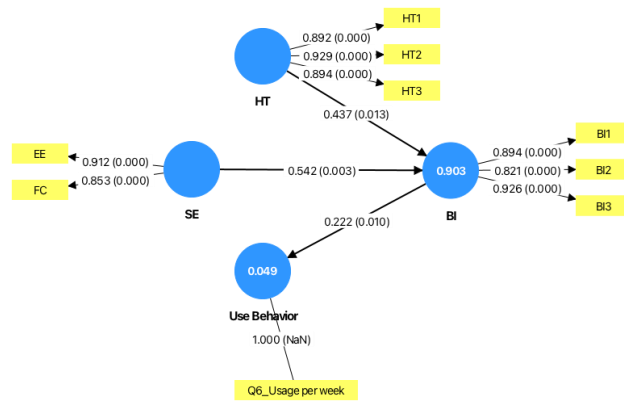 HT1
0.892 (0.000)
0.929 (0.000)
HT2
0.894 (0.000)
HT3
HT
0.437 (0.013)
EE
0.912 (0.000)
0.853 (0.000)
FC
SE
0.542 (0.003)
0.903
BI
0.894 (0.000)
BI1
0.821 (0.000)
BI2
0.926 (0.000)
BI3
0.222 (0.010)
0.049
Use Behavior
1.000 (NaN)
Q6_Usage per week